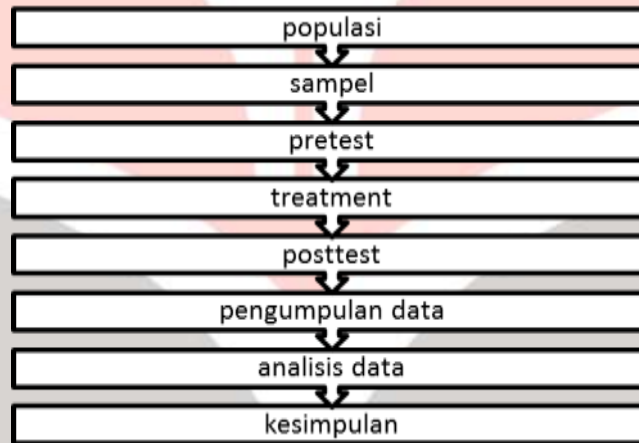 populasi
sampel
pretest
treatment
posttest
pengumpulan data
analisis data
kesimpulan